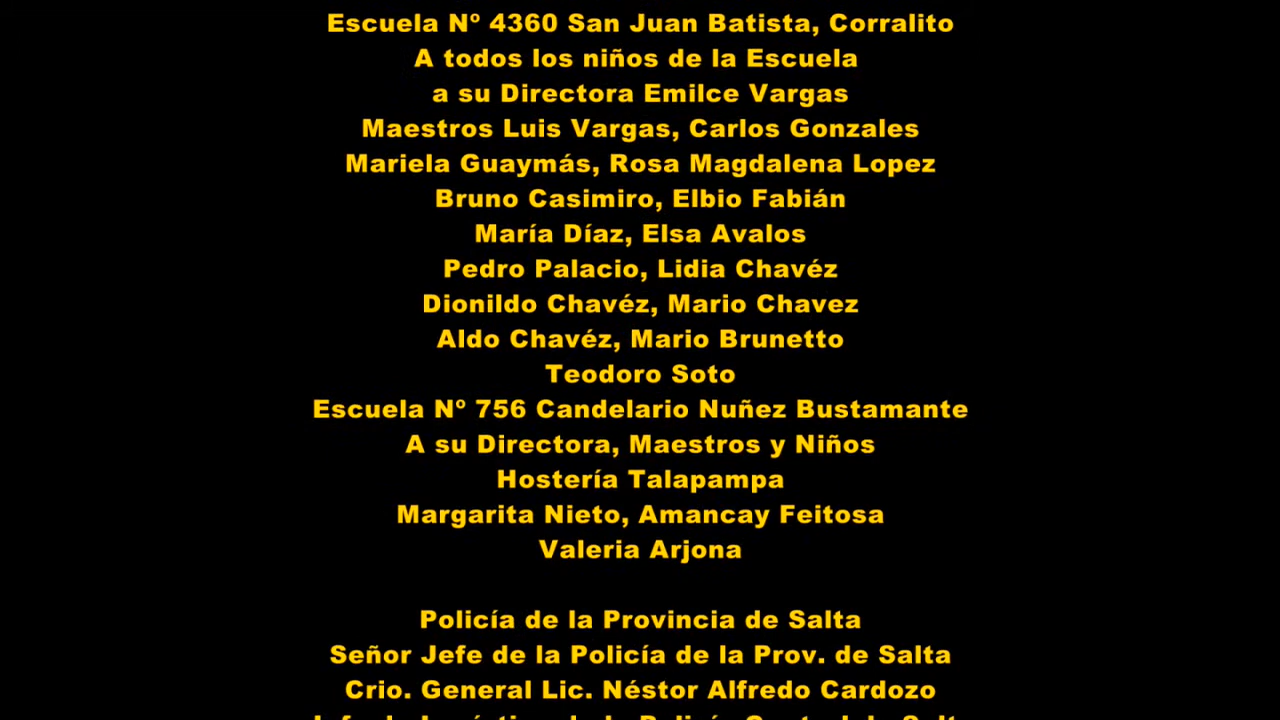 Escuela Nº 4360 San Juan Batista, Corralito
A todos los niños de la Escuela
a su Directora Emilce Vargas
Maestros Luis Vargas, Carlos Gonzales
Mariela Guaymás, Rosa Magdalena Lopez
Bruno Casimiro, Elbio Fabián
María Díaz, Elsa Avalos
Pedro Palacio, Lidia Chavéz
Dionildo Chavéz, Mario Chavez
Aldo Chavéz, Mario Brunetto
Teodoro Soto
Escuela Nº 756 Candelario Nuñez Bustamante
A su Directora, Maestros y Niños
Hostería Talapampa
Margarita Nieto, Amancay Feitosa
Valeria Arjona
Policía de la Provincia de Salta
Señor Jefe de la Policía de la Prov. de Salta
Crio. General Lic. Néstor Alfredo Cardozo